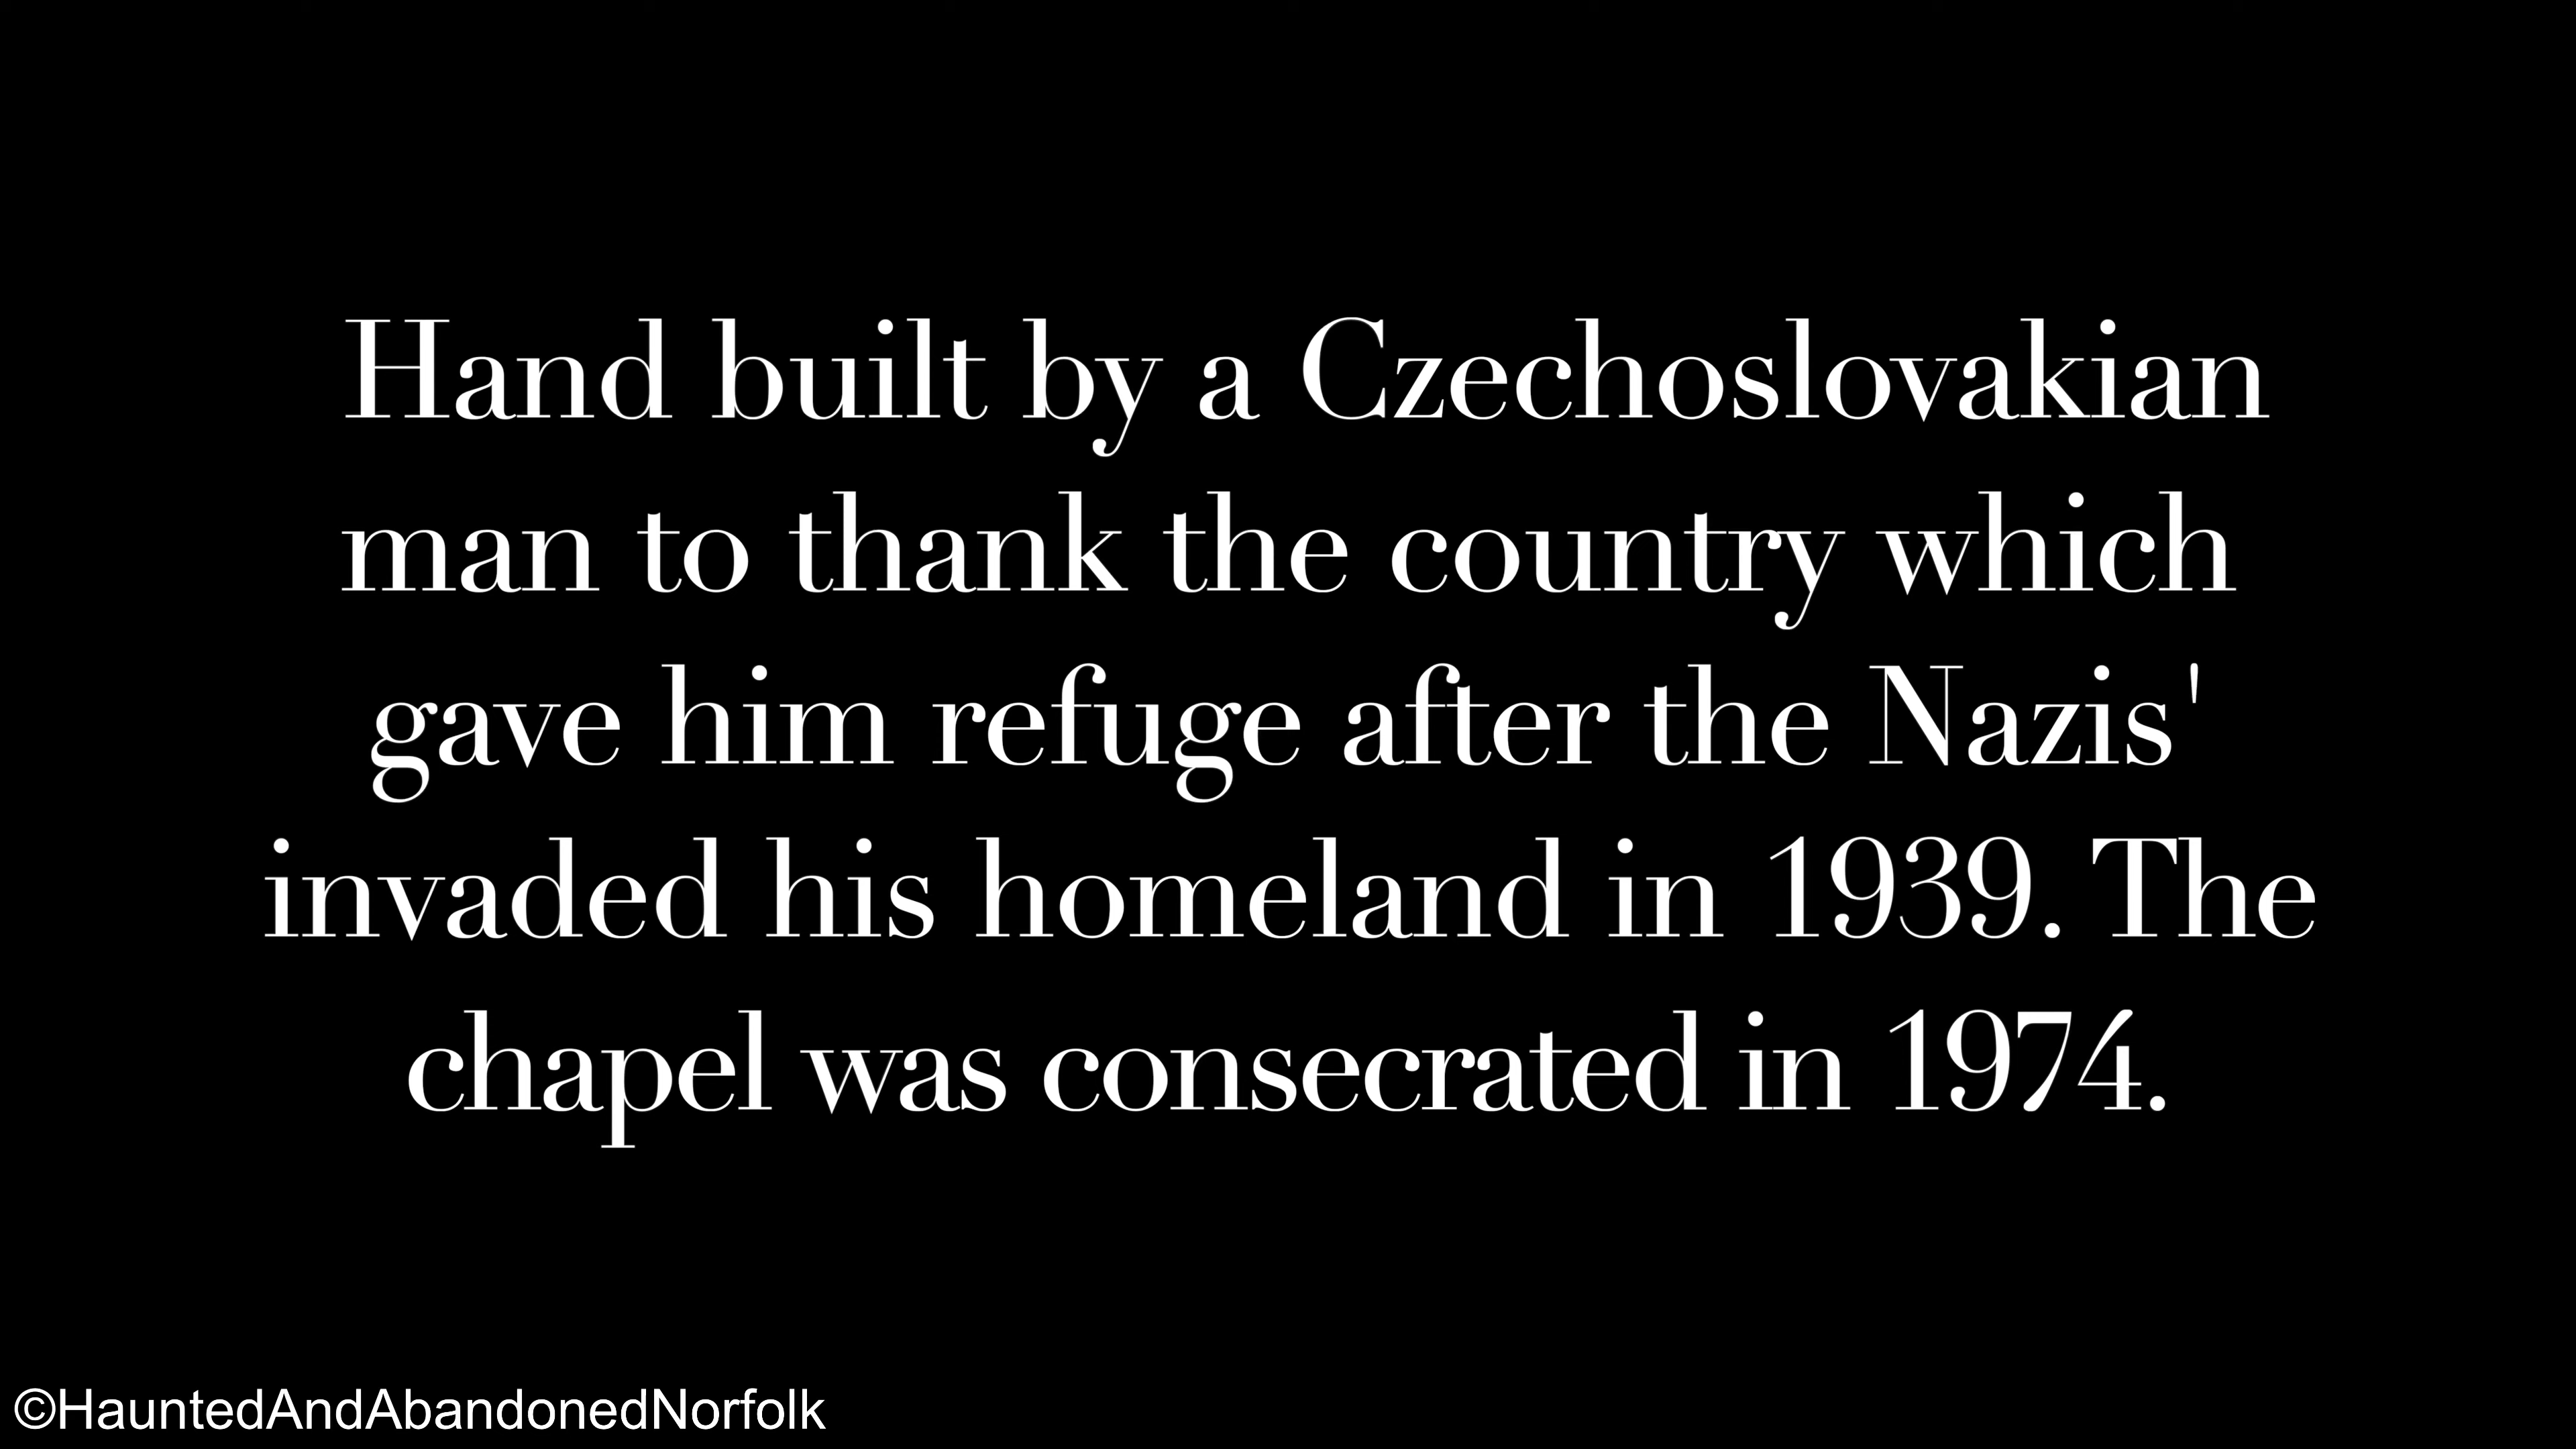 Hand built by a Czechoslovakian
man to thank the country which
gave him refuge after the Nazis'
invaded his homeland in 1939. The
chapel was consecrated in 1974.
©HauntedAndAbandonedNorfolk